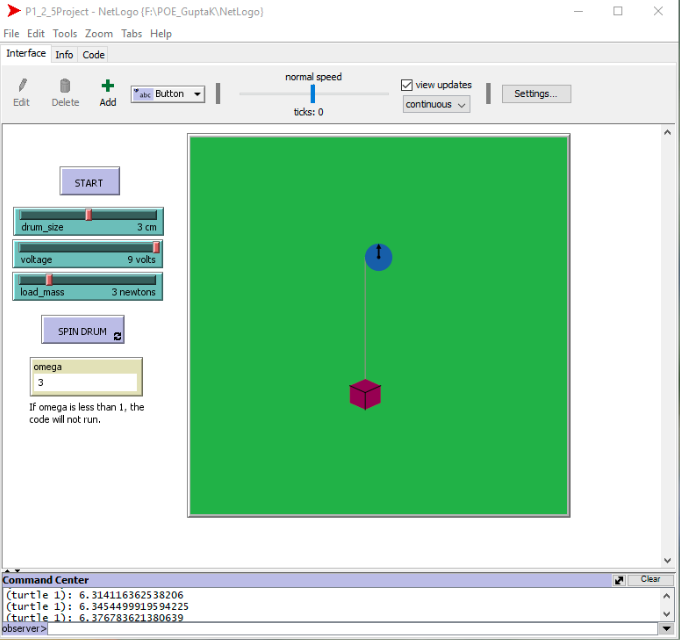 P1_2_5Project - NetLogo {F:\POE_GuptaK\NetLogo}
File Edit Tools Zoom Tabs Help
Interface Info Code
Edit Delete Add abc Button normal speed ticks: 0 view updates continuous Settings...
START
drum_size 3 cm
voltage 9 volts
load_mass 3 newtons
SPIN DRUM
omega
3
If omega is less than 1, the
code will not run.
Command Center Clear
(turtle 1): 6.314116362538206
(turtle 1): 6.3454499919594225
(turtle 1): 6.376783621380639
observer>